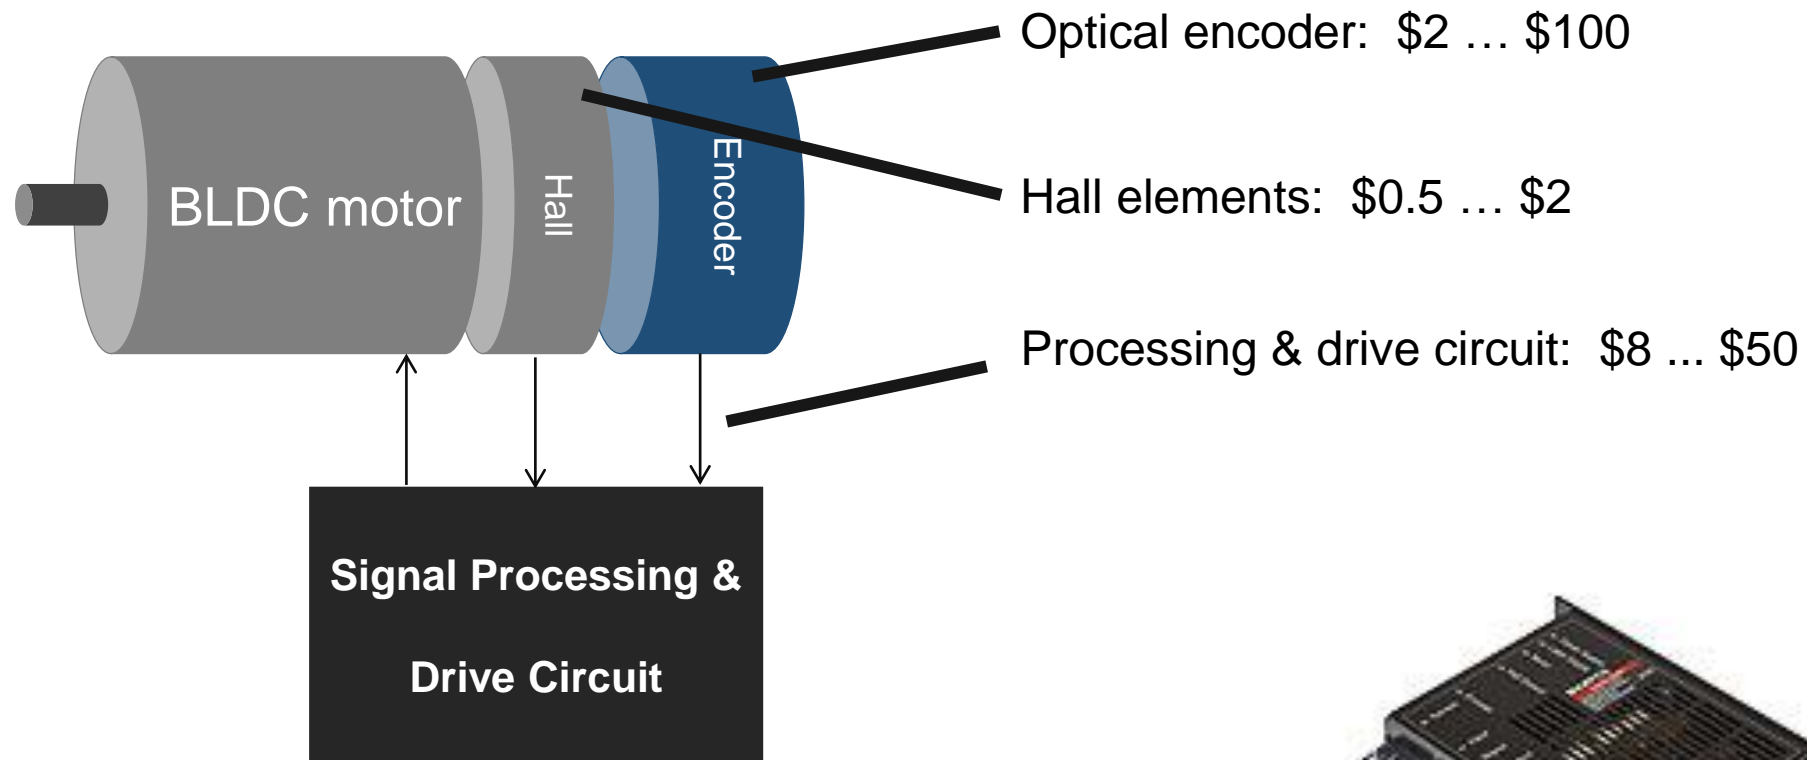 Optical encoder: $2 … $100
BLDC motor
Hall
Encoder
Hall elements: $0.5 … $2
Processing & drive circuit: $8 ... $50
Signal Processing &
Drive Circuit